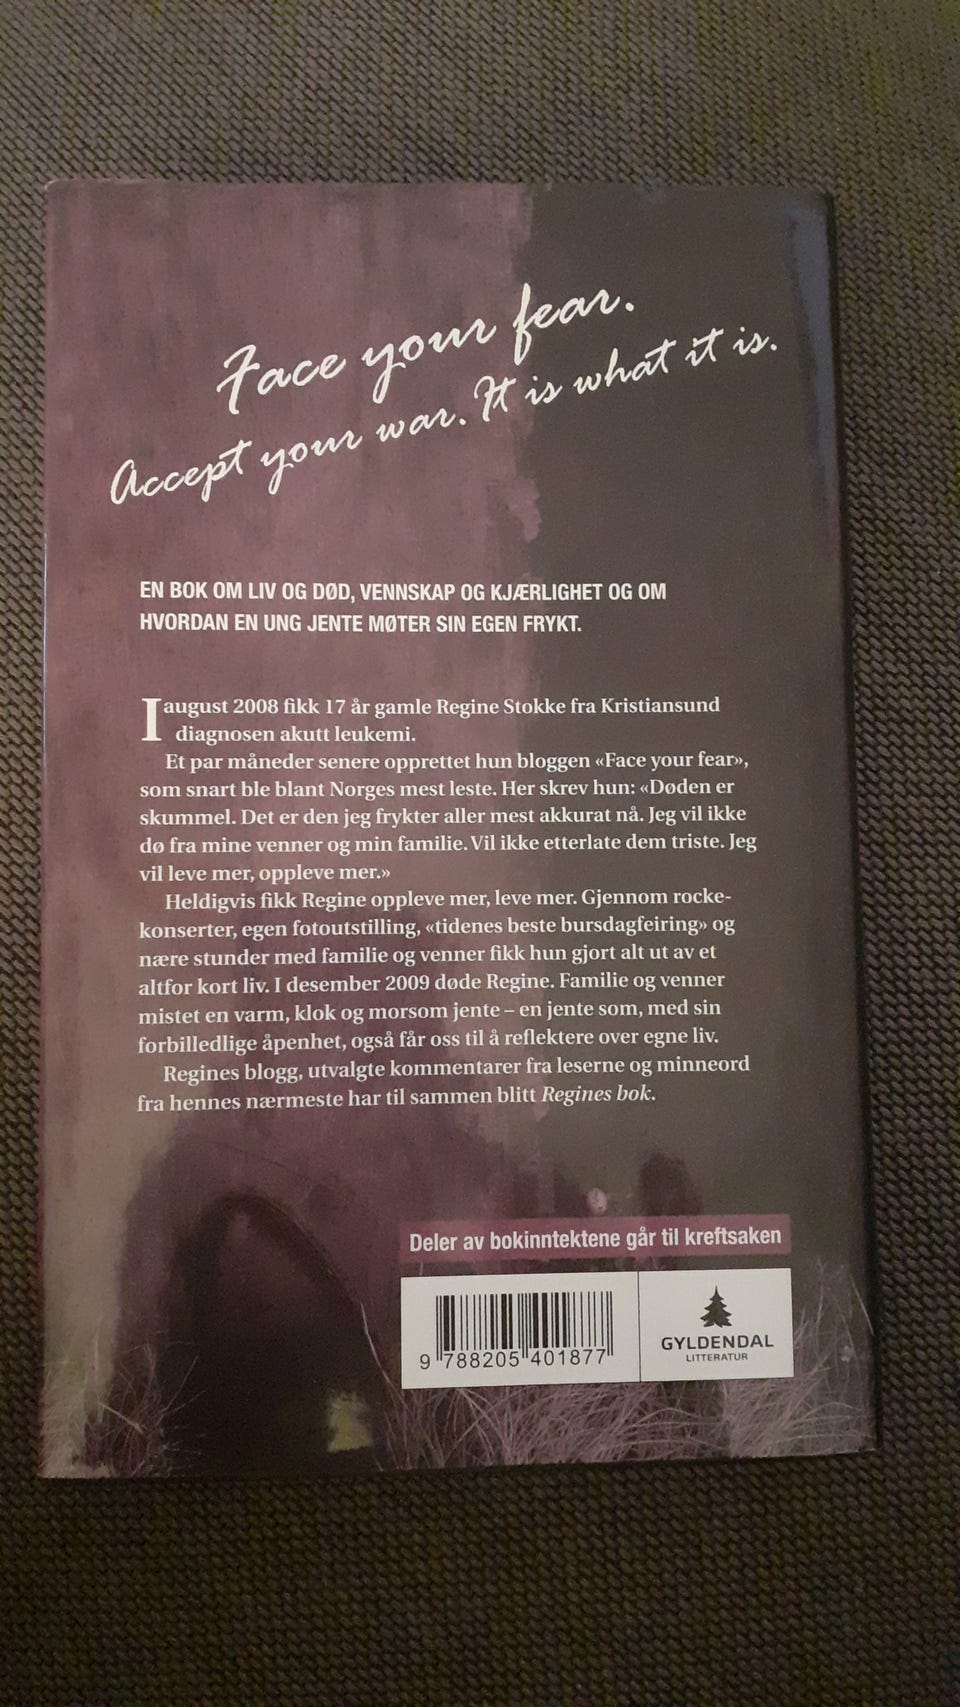 Face your fear.
Accept your war. It is what it is.
EN BOK OM LIV OG DØD, VENNSKAP OG KJÆRLIGHET OG OM
HVORDAN EN UNG JENTE MØTER SIN EGEN FRYKT.
I august 2008 fikk 17 år gamle Regine Stokke fra Kristiansund
diagnosen akutt leukemi.
Et par måneder senere opprettet hun bloggen «Face your fear»,
som snart ble blant Norges mest leste. Her skrev hun: «Døden er
skummel. Det er den jeg frykter aller mest akkurat nå. Jeg vil ikke
dø fra mine venner og min familie. Vil ikke etterlate dem triste. Jeg
vil leve mer, oppleve mer.»
Heldigvis fikk Regine oppleve mer, leve mer. Gjennom rocke-
konserter, egen fotoutstilling, «tidenes beste bursdagfeiring» og
nære stunder med familie og venner fikk hun gjort alt ut av et
altfor kort liv. I desember 2009 døde Regine. Familie og venner
mistet en varm, klok og morsom jente – en jente som, med sin
forbilledlige åpenhet, også får oss til å reflektere over egne liv.
Regines blogg, utvalgte kommentarer fra leserne og minneord
fra hennes nærmeste har til sammen blitt Regines bok.
Deler av bokinntektene går til kreftsaken
9 788205 401877
GYLDENDAL
LITTERATUR